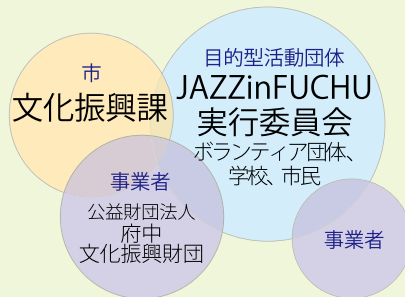 市
文化振興課
目的型活動団体
JAZZinFUCHU
実行委員会
ボランティア団体、
学校、市民
事業者
公益財団法人
府中
文化振興財団
事業者